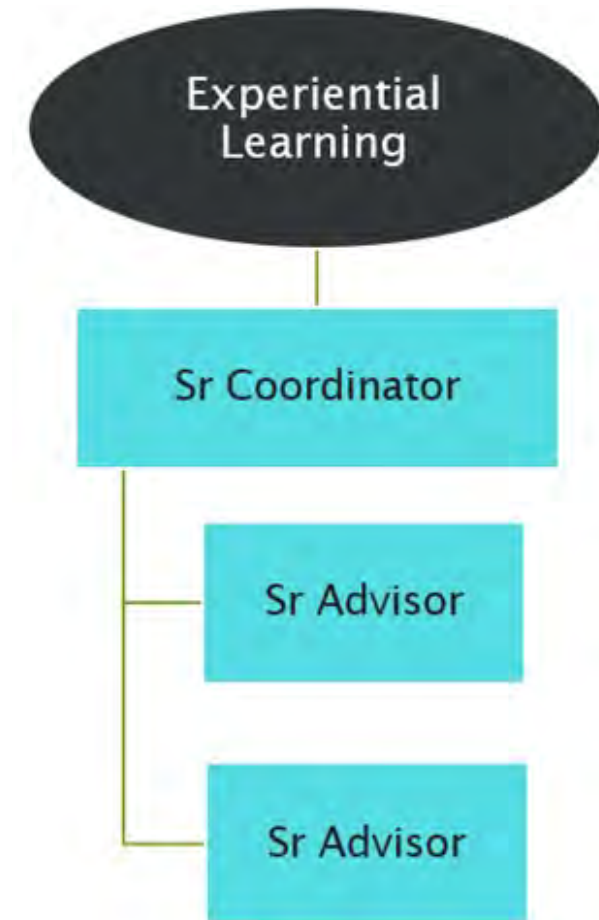 Experiential
Learning
Sr Coordinator
Sr Advisor
Sr Advisor